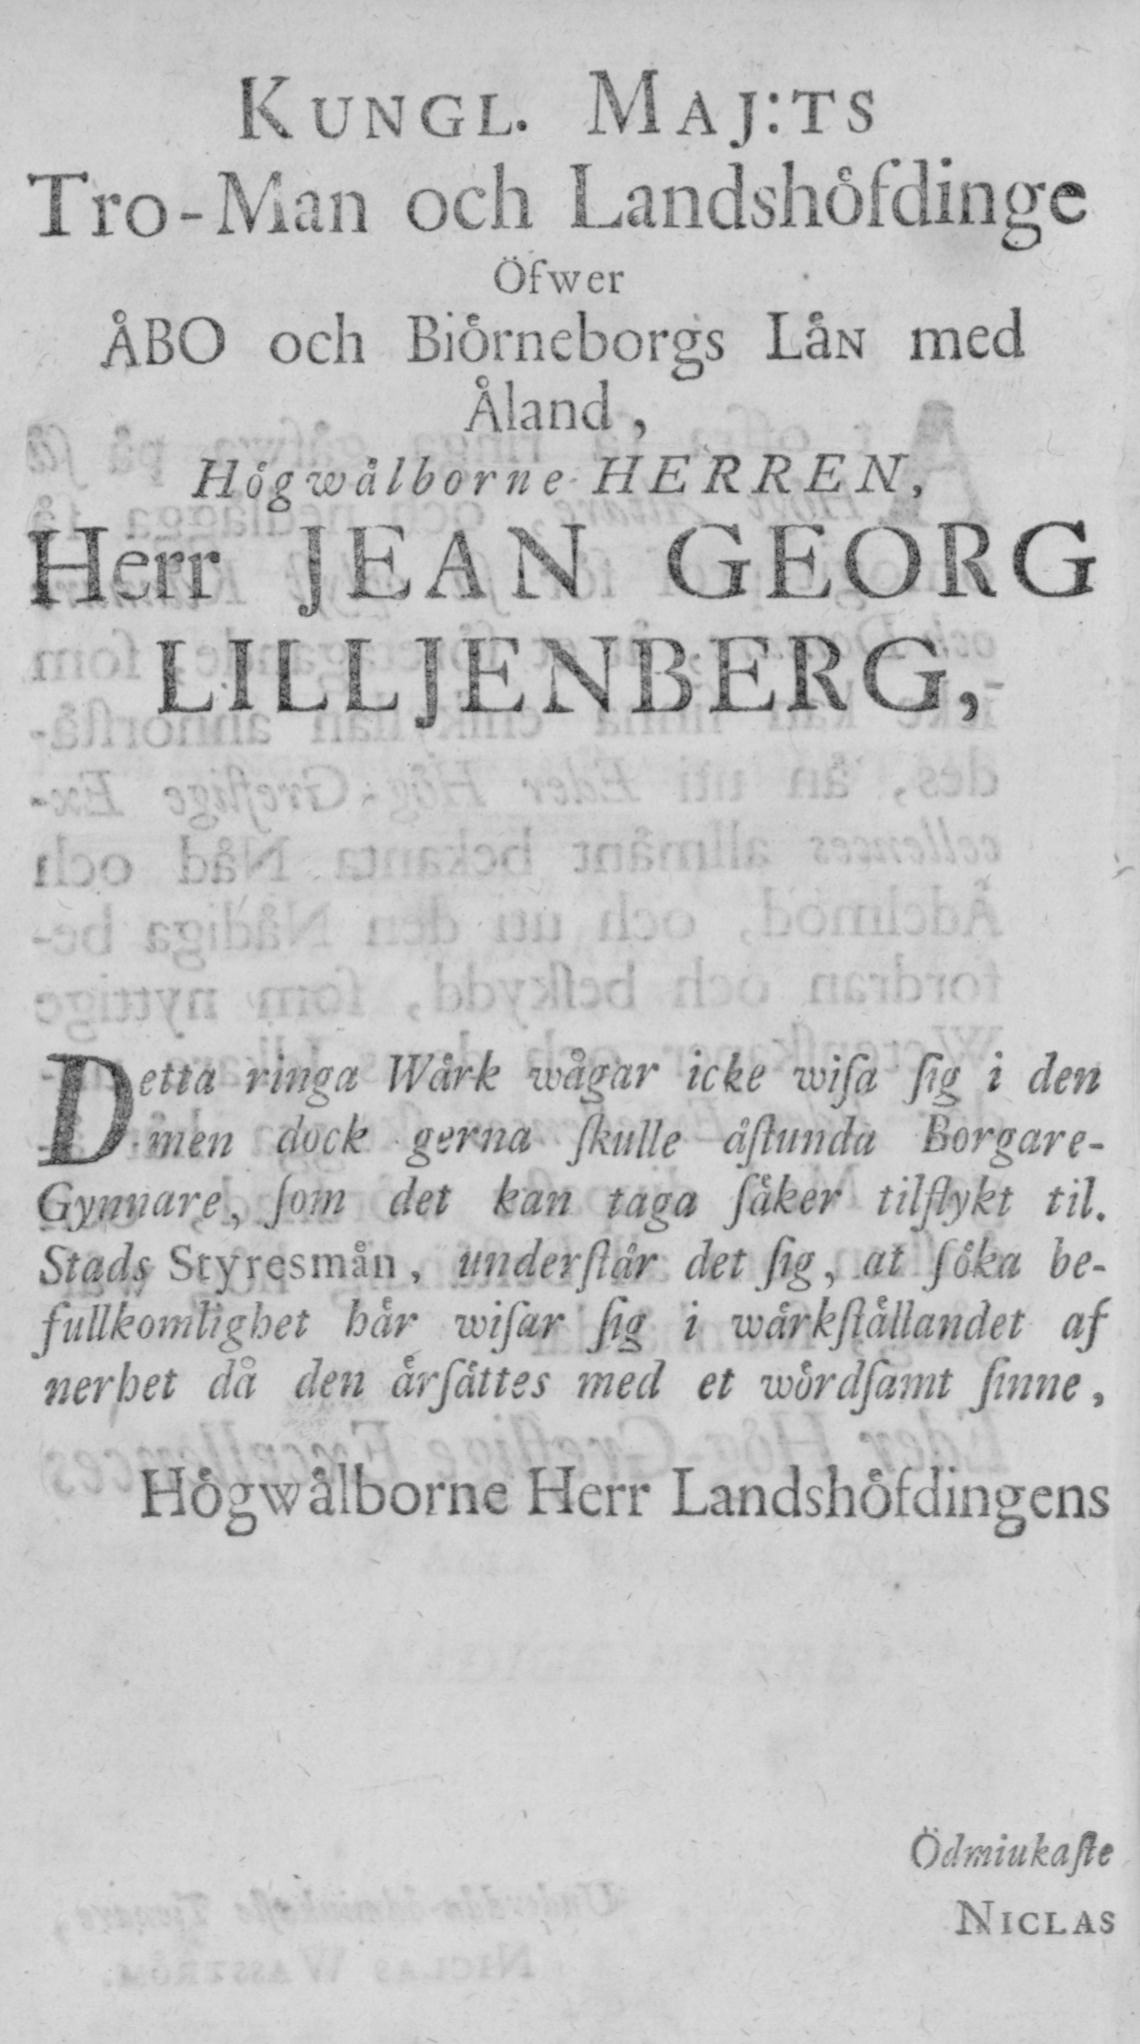 KUNGL. MAJ:TS
Tro-Man och Landshöfdinge
Öfwer
ÅBO och Biörneborgs LåN med
Åland,
Högwålborne HERREN,
Herr JEAN GEORG
LILLJENBERG,
Detta ringa Wårk wågar icke wiſa ſig i den
men dock gerna ſkulle åſtunda Borgare-
Gynnare, ſom det kan taga ſåker tilflykt til.
Stads Styresmån, underſtår det ſig, at ſöka be-
fullkomlighet hår wiſar ſig i wårkſtållandet af
nerhet då den årſåttes med et wördſamt ſinne,
Högwålborne Herr Landshöfdingens
Ödmiukaſte
NICLAS